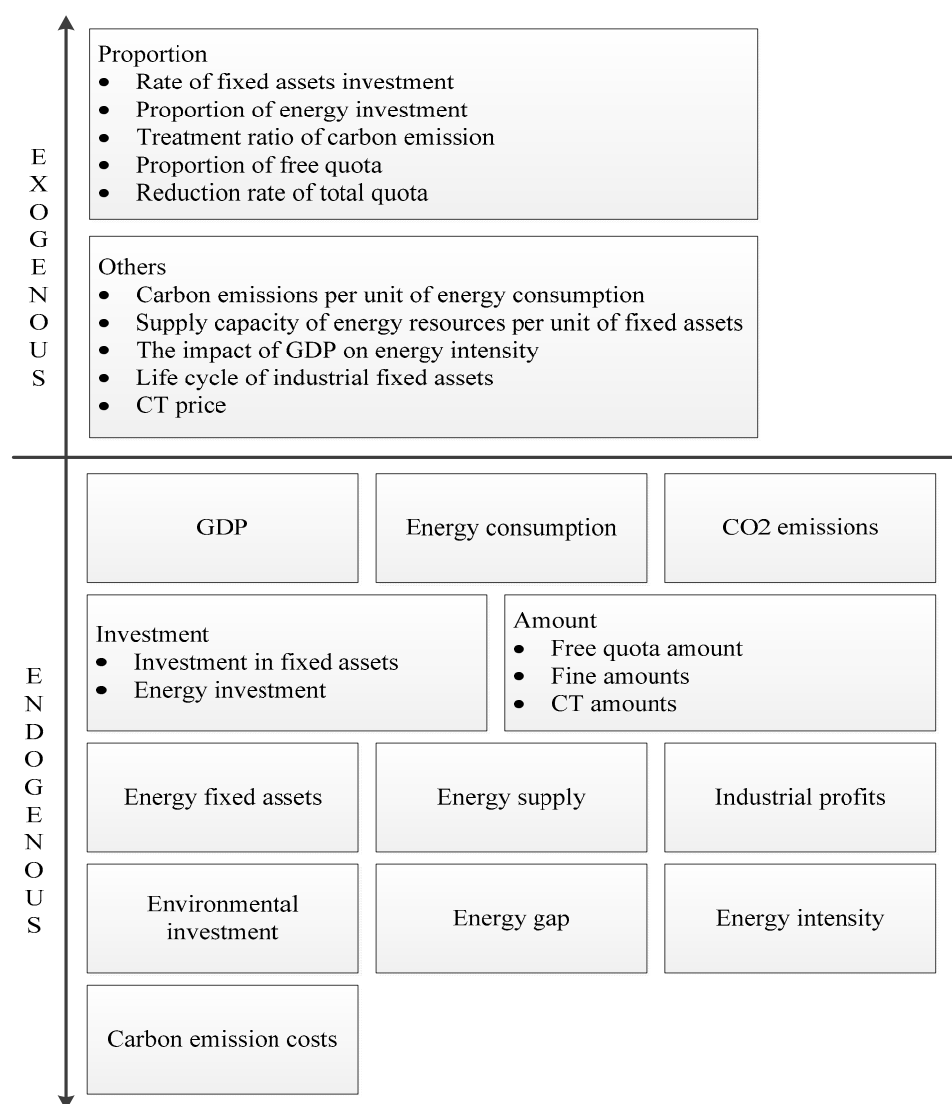 EXOGENOUS
Proportion
• Rate of fixed assets investment
• Proportion of energy investment
• Treatment ratio of carbon emission
• Proportion of free quota
• Reduction rate of total quota
Others
• Carbon emissions per unit of energy consumption
• Supply capacity of energy resources per unit of fixed assets
• The impact of GDP on energy intensity
• Life cycle of industrial fixed assets
• CT price
ENDOGENOUS
GDP
Energy consumption
CO2 emissions
Investment
• Investment in fixed assets
• Energy investment
Amount
• Free quota amount
• Fine amounts
• CT amounts
Energy fixed assets
Energy supply
Industrial profits
Environmental
investment
Energy gap
Energy intensity
Carbon emission costs